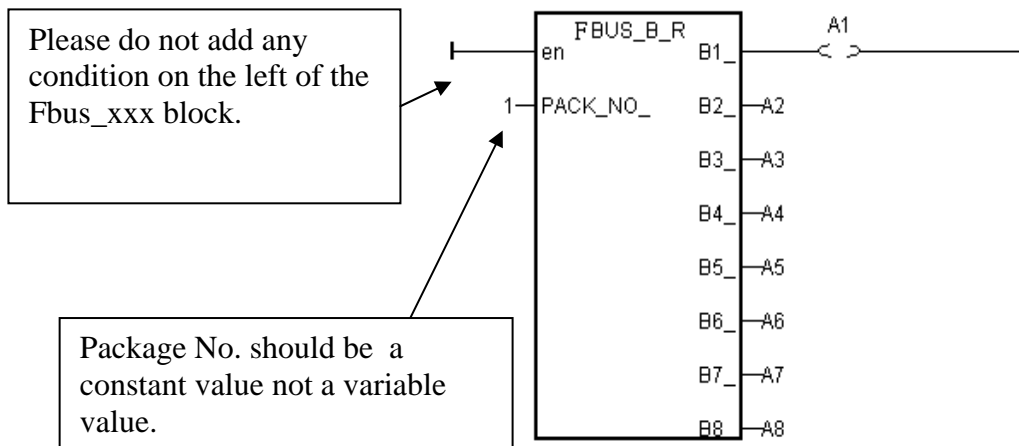 Please do not add any
condition on the left of the
Fbus_xxx block.
FBUS_B_R
A1
en
B1_
1
PACK_NO_
B2_
A2
B3_
A3
B4_
A4
B5_
A5
B6_
A6
B7_
A7
B8
A8
Package No. should be a
constant value not a variable
value.